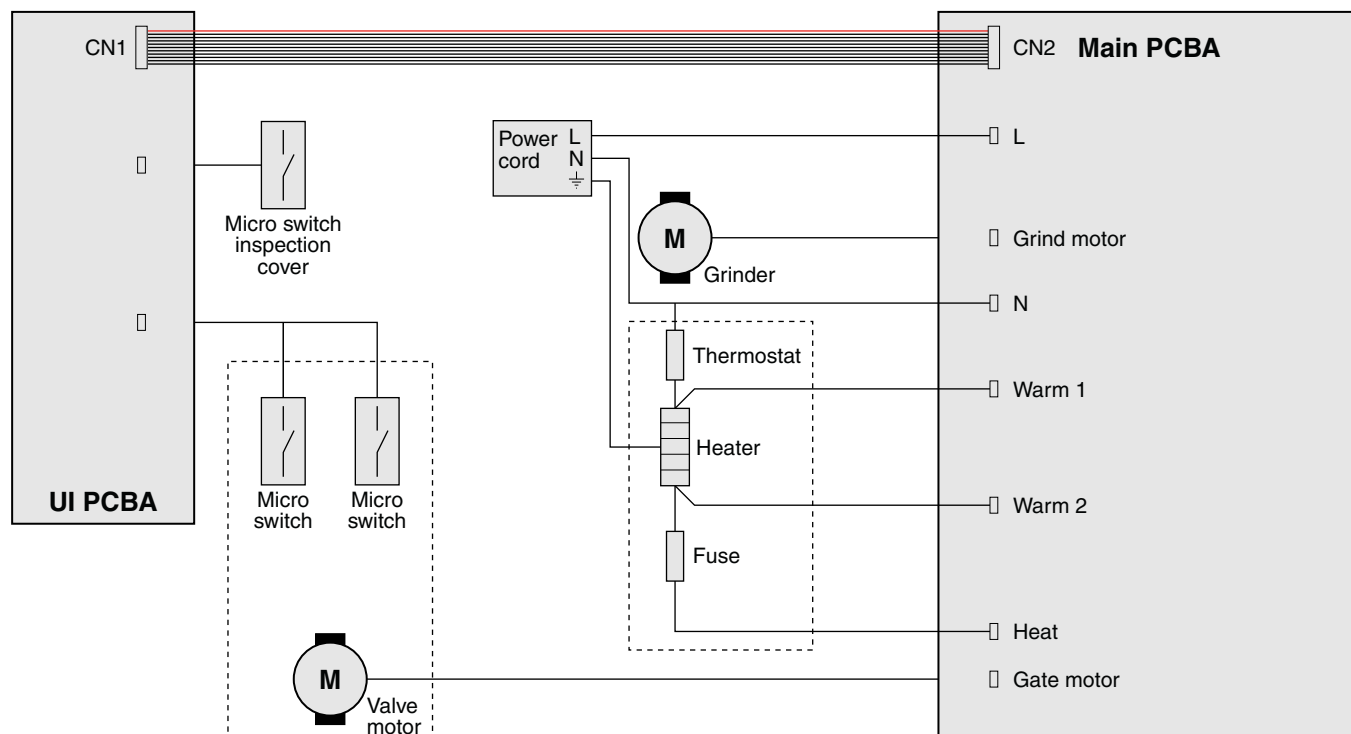 CN1
CN2 Main PCBA
Power L
cord N
L
Micro switch
inspection
cover
M
Grinder
Grind motor
N
Thermostat
Warm 1
Heater
UI PCBA
Micro
switch
Micro
switch
Warm 2
Fuse
Heat
M
Valve
motor
Gate motor